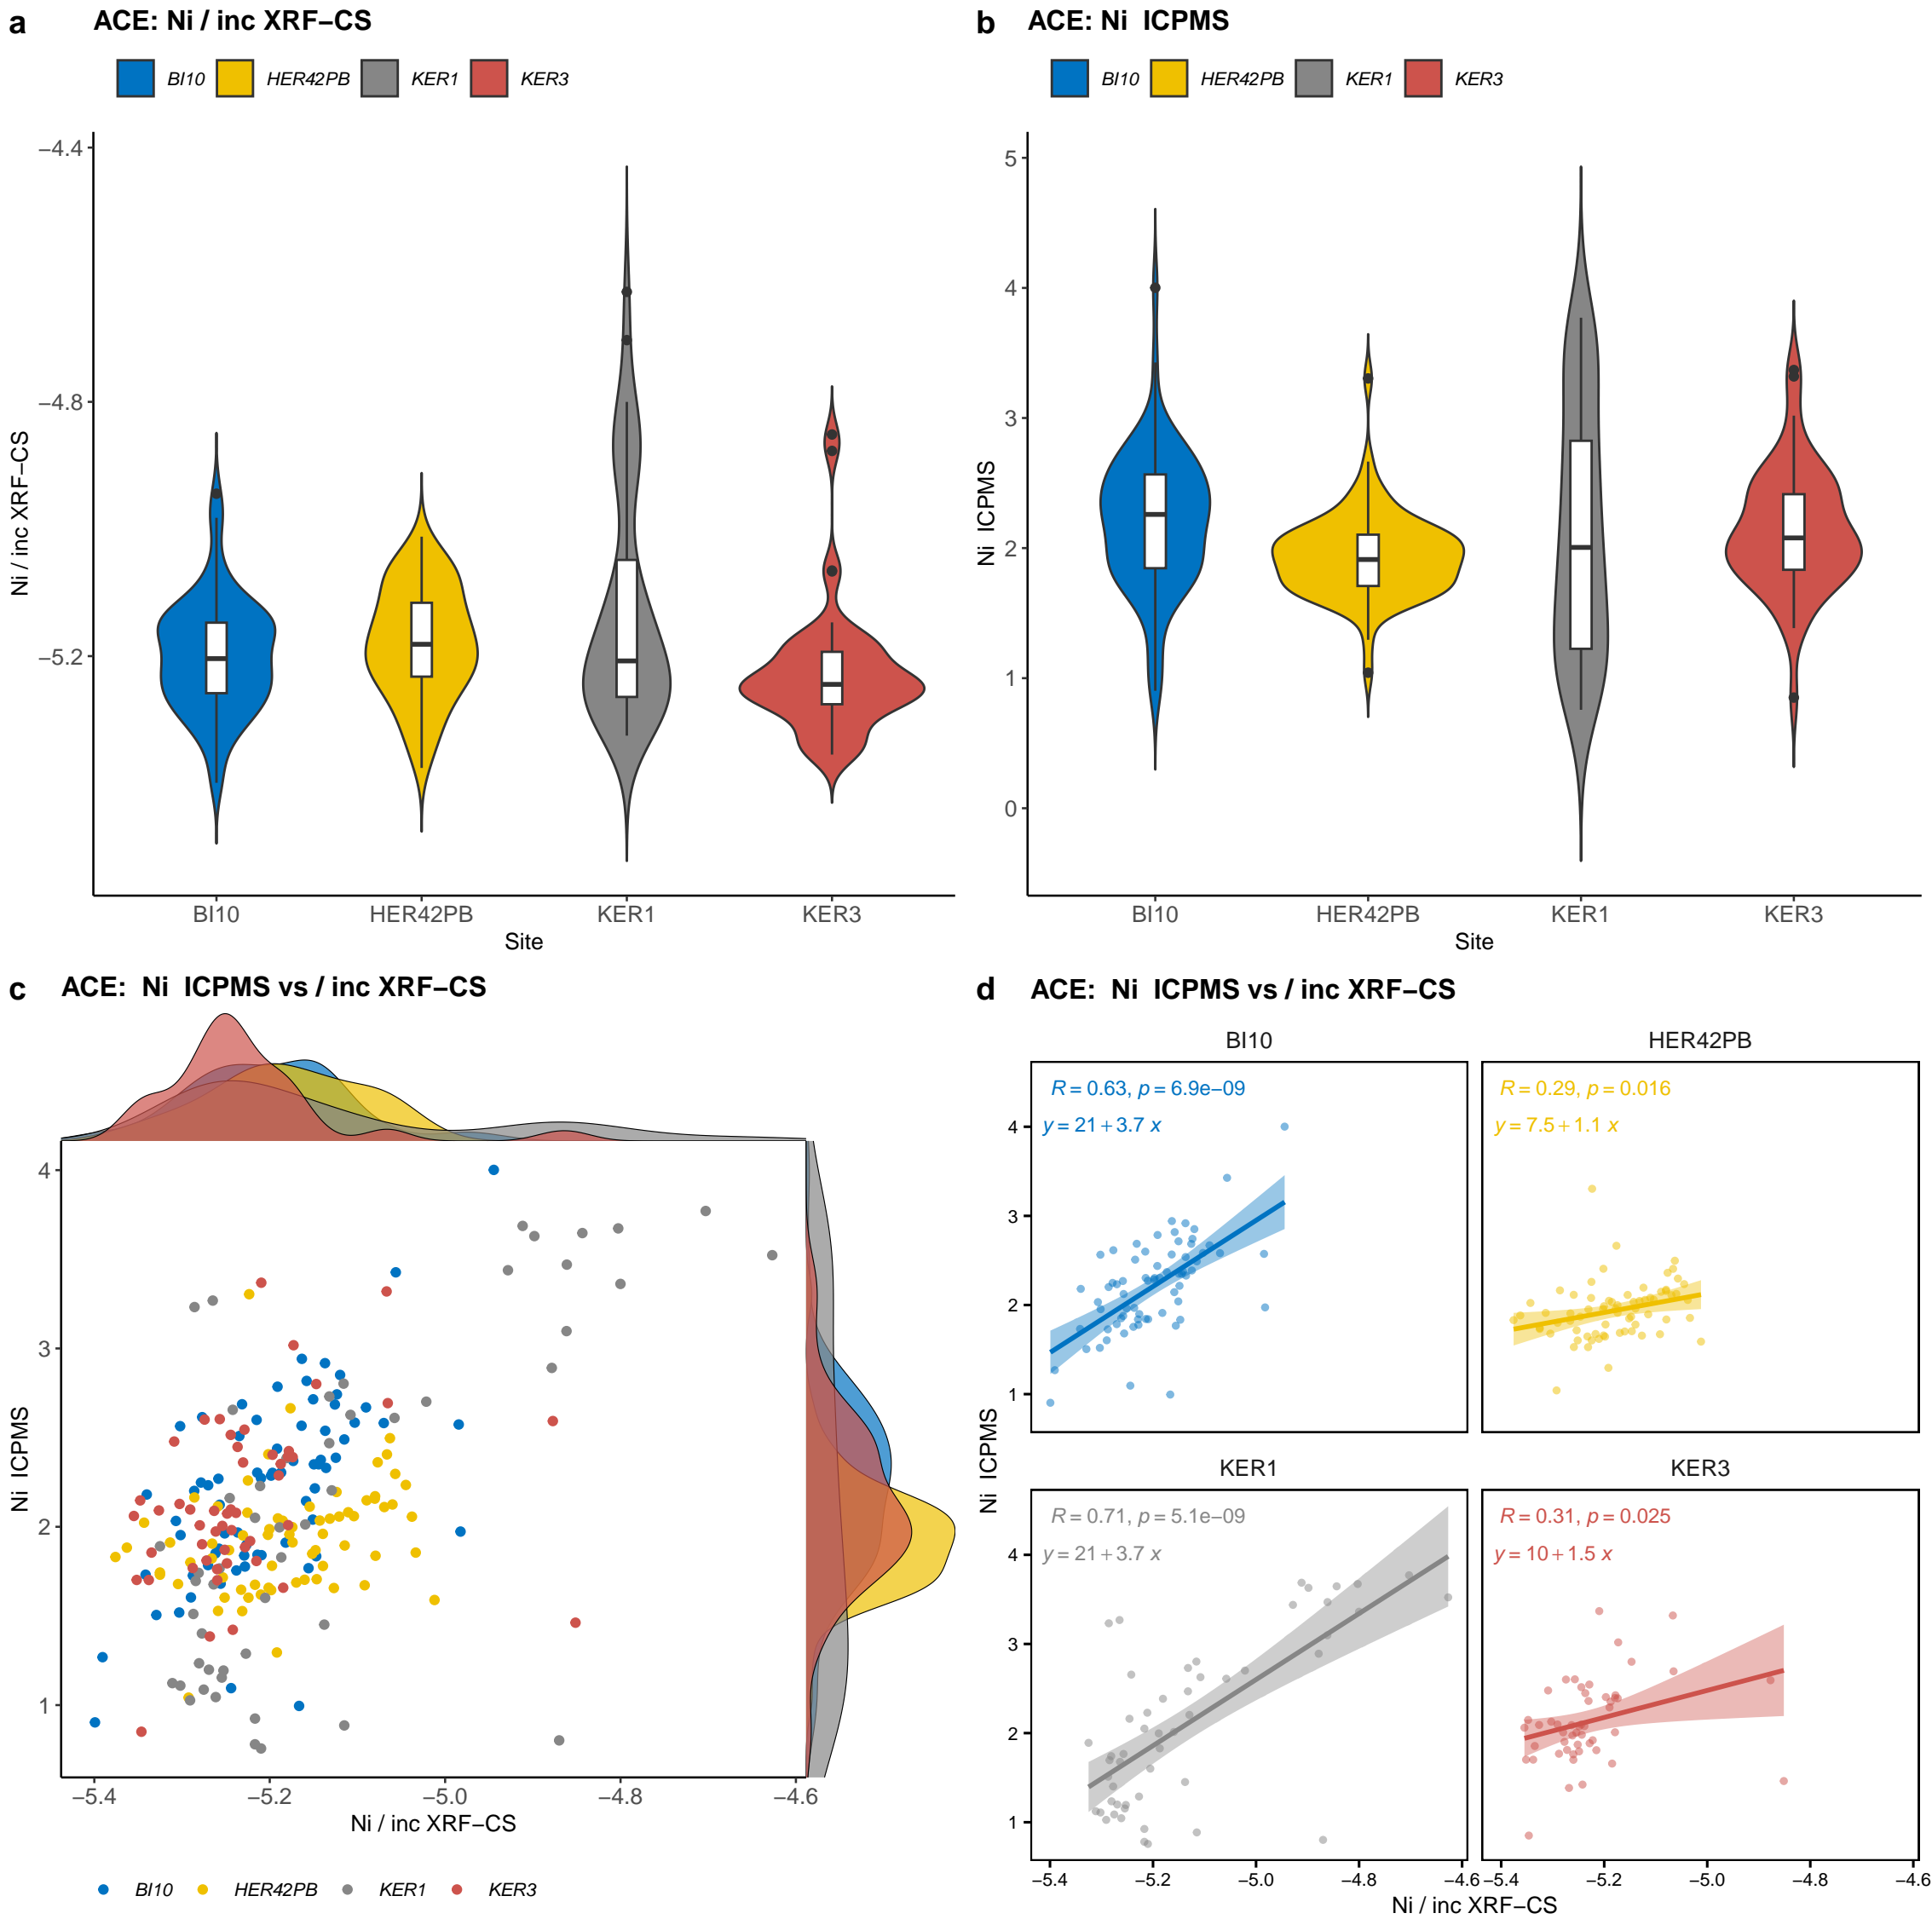 a ACE: Ni / inc XRF−CS
BI10 HER42PB KER1 KER3
−4.4
−4.8
−5.2
Ni / inc XRF−CS
BI10 HER42PB KER1 KER3
Site
b ACE: Ni ICPMS
BI10 HER42PB KER1 KER3
5
4
3
2
1
0
Ni ICPMS
BI10 HER42PB KER1 KER3
Site
c ACE: Ni ICPMS vs / inc XRF−CS
4
3
2
1
Ni ICPMS
−5.4 −5.2 −5.0 −4.8 −4.6
Ni / inc XRF−CS
BI10 HER42PB KER1 KER3
d ACE: Ni ICPMS vs / inc XRF−CS
BI10
R = 0.63, p = 6.9e−09
y = 21 + 3.7 x
HER42PB
R = 0.29, p = 0.016
y = 7.5 + 1.1 x
4
3
2
1
Ni ICPMS
KER1
R = 0.71, p = 5.1e−09
y = 21 + 3.7 x
KER3
R = 0.31, p = 0.025
y = 10 + 1.5 x
4
3
2
1
−5.4 −5.2 −5.0 −4.8 −4.6
−5.4 −5.2 −5.0 −4.8 −4.6
Ni / inc XRF−CS